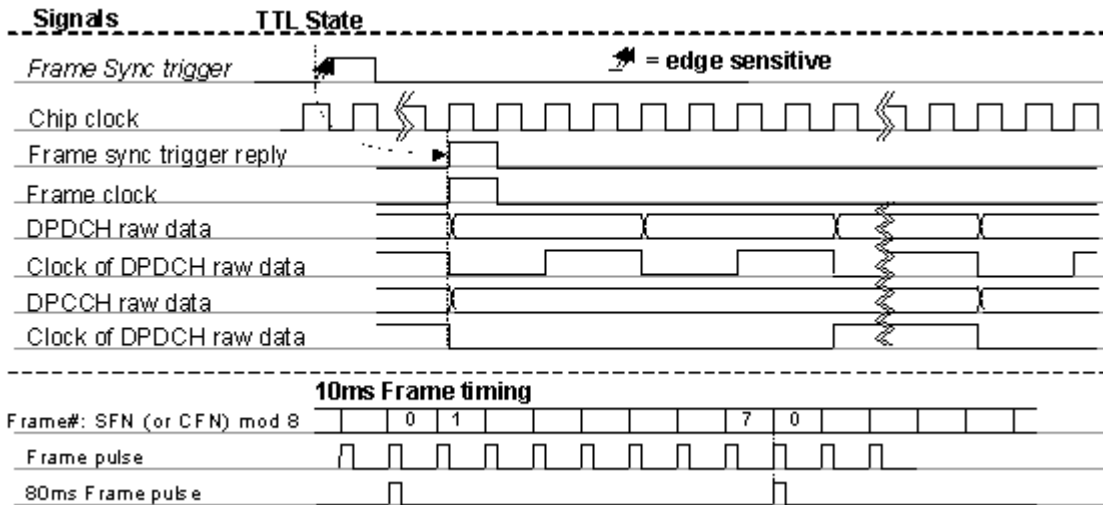 Signals TTL State
Frame Sync trigger = edge sensitive
Chip clock
Frame sync trigger reply
Frame clock
DPDCH raw data
Clock of DPDCH raw data
DPCCH raw data
Clock of DPDCH raw data
10ms Frame timing
Frame#: SFN (or CFN) mod 8 0 1 7 0
Frame pulse
80ms Frame pulse